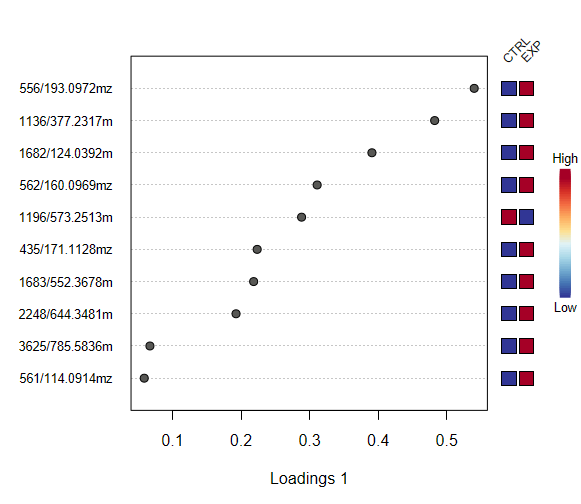 CTRL
EXP
556/193.0972mz
1136/377.2317m
1682/124.0392m
562/160.0969mz
1196/573.2513m
435/171.1128mz
1683/552.3678m
2248/644.3481m
3625/785.5836m
561/114.0914mz
High
Low
0.1 0.2 0.3 0.4 0.5
Loadings 1